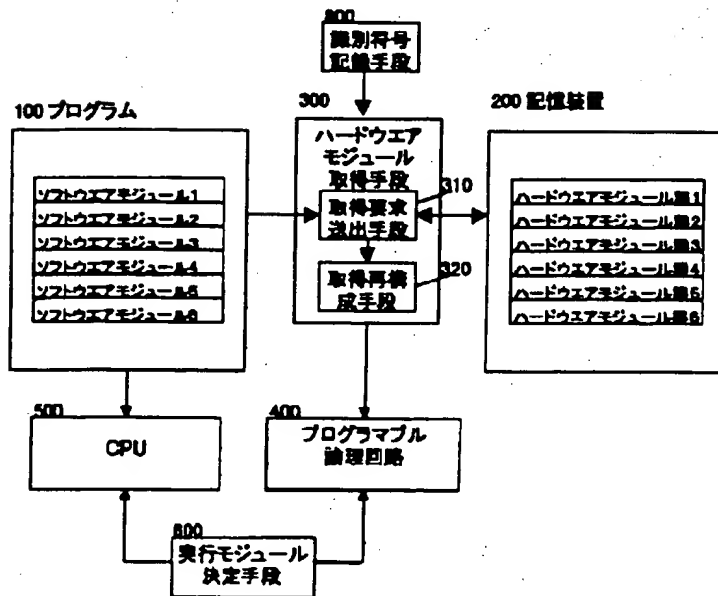 識別符号
記録手段
100 プログラム
300
200 記憶装置
ハードウエア
モジュール
取得手段
310
取得要求
送出手段
320
取得再構
成手段
ソフトウエアモジュール1
ソフトウエアモジュール2
ソフトウエアモジュール3
ソフトウエアモジュール4
ソフトウエアモジュール5
ソフトウエアモジュール6
ハードウエアモジュール群1
ハードウエアモジュール群2
ハードウエアモジュール群3
ハードウエアモジュール群4
ハードウエアモジュール群5
ハードウエアモジュール群6
500
CPU
400
プログラマブル
論理回路
600
実行モジュール
決定手段